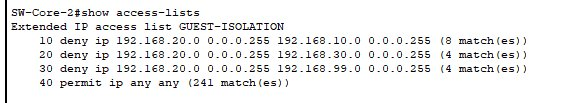 SW-Core-2#show access-lists
Extended IP access list GUEST-ISOLATION
10 deny ip 192.168.20.0 0.0.0.255 192.168.10.0 0.0.0.255 (8 match(es))
20 deny ip 192.168.20.0 0.0.0.255 192.168.30.0 0.0.0.255 (4 match(es))
30 deny ip 192.168.20.0 0.0.0.255 192.168.99.0 0.0.0.255 (4 match(es))
40 permit ip any any (241 match(es))